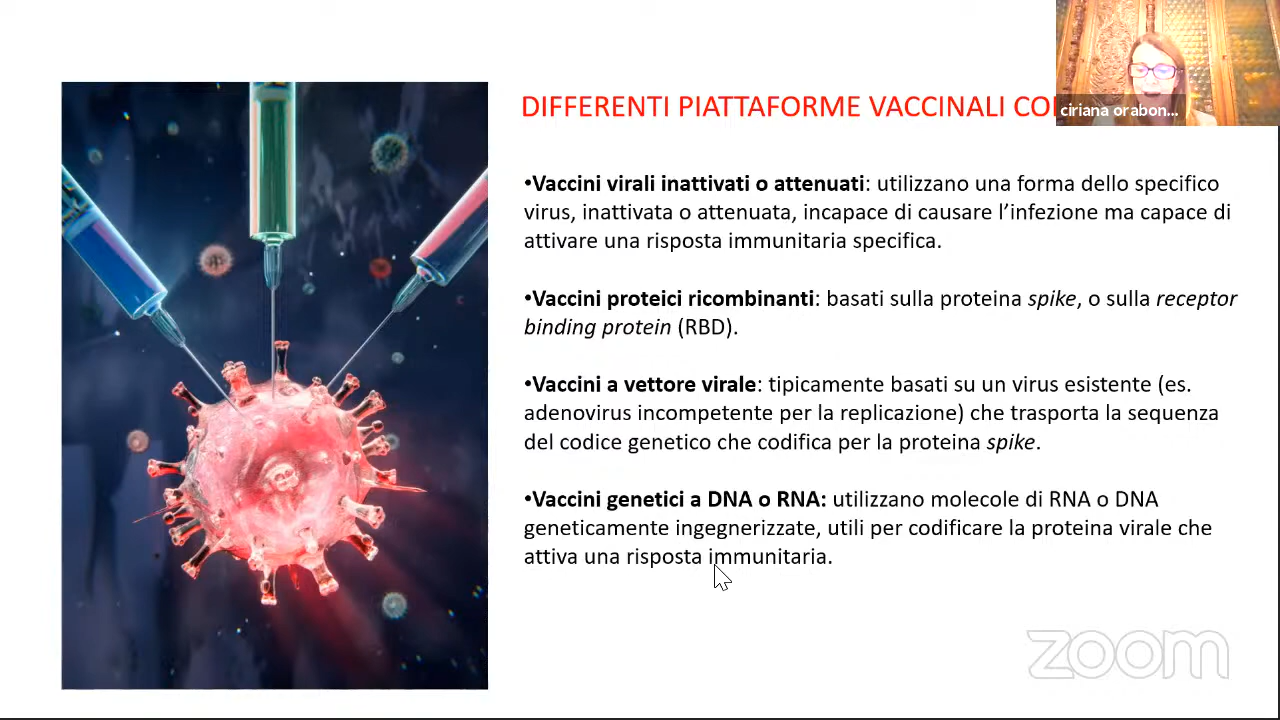 DIFFERENTI PIATTAFORME VACCINALI
ciriana orabon...
•Vaccini virali inattivati o attenuati: utilizzano una forma dello specifico
virus, inattivata o attenuata, incapace di causare l’infezione ma capace di
attivare una risposta immunitaria specifica.
•Vaccini proteici ricombinanti: basati sulla proteina spike, o sulla receptor
binding protein (RBD).
•Vaccini a vettore virale: tipicamente basati su un virus esistente (es.
adenovirus incompetente per la replicazione) che trasporta la sequenza
del codice genetico che codifica per la proteina spike.
•Vaccini genetici a DNA o RNA: utilizzano molecole di RNA o DNA
geneticamente ingegnerizzate, utili per codificare la proteina virale che
attiva una risposta immunitaria.
zoom